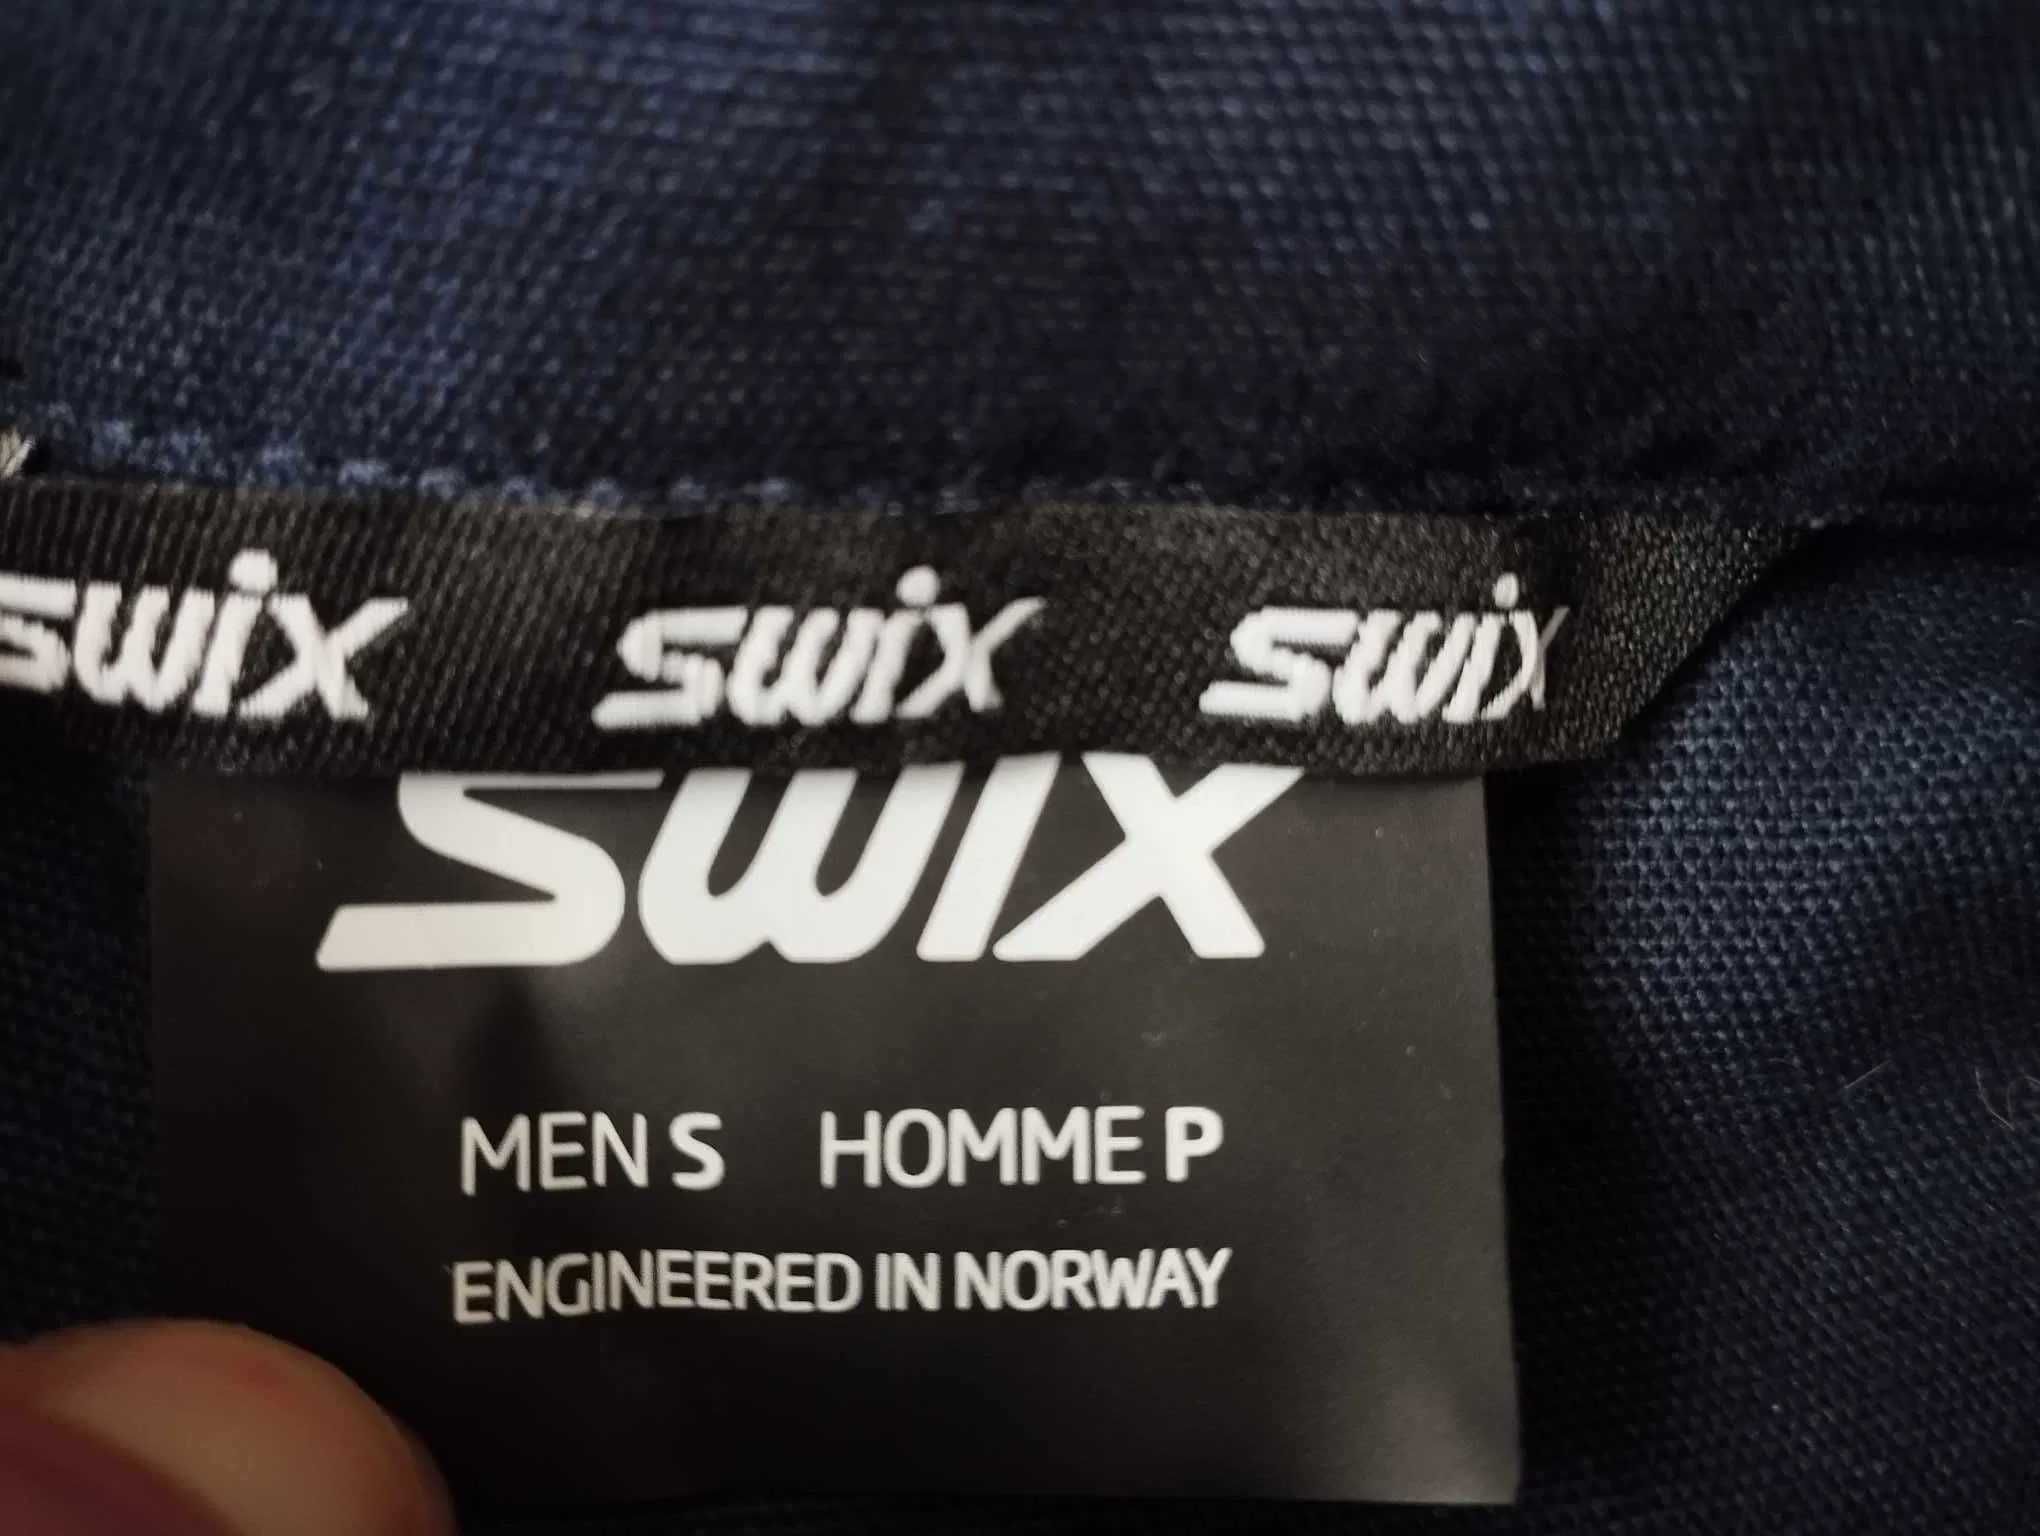 swix swix swix
SWIX
MEN S HOMME P
ENGINEERED IN NORWAY